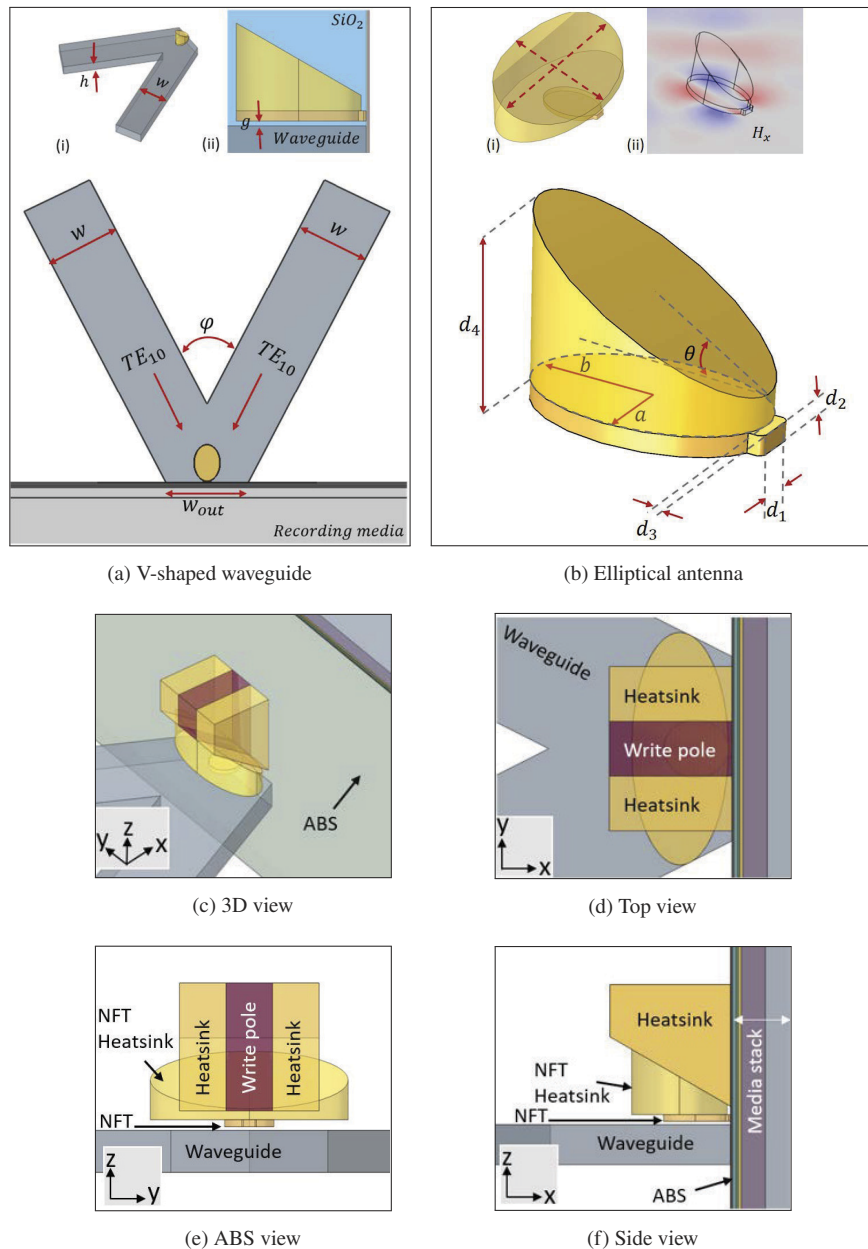 SiO₂
h
w
g
Waveguide
(i)
(ii)
w
w
φ
TE₁₀
TE₁₀
w_out
Recording media
(i)
(ii)
H_x
d₄
θ
b
a
d₂
d₁
d₃
(a) V-shaped waveguide
(b) Elliptical antenna
ABS
y
z
x
Waveguide
Heatsink
Write pole
Heatsink
y
x
(c) 3D view
(d) Top view
NFT
Heatsink
Heatsink
Write pole
Heatsink
NFT
Waveguide
z
y
Heatsink
NFT
Heatsink
NFT
Media stack
Waveguide
ABS
z
x
(e) ABS view
(f) Side view